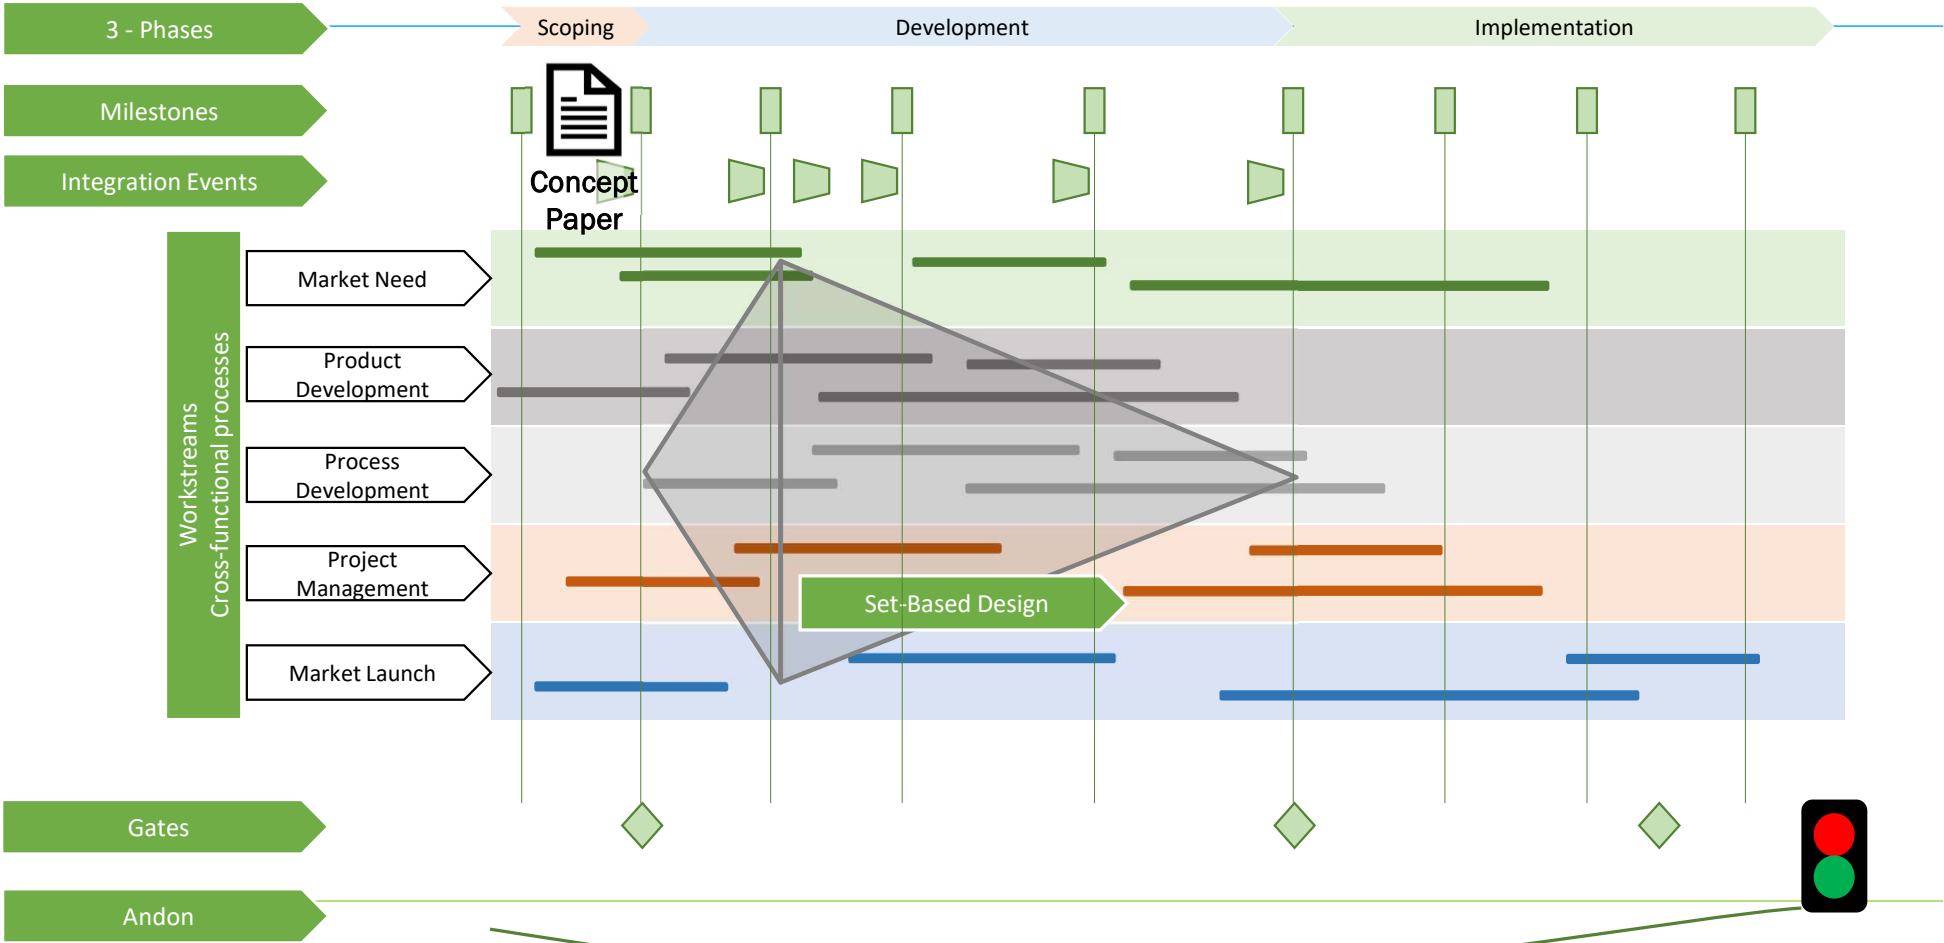 3 - Phases
Scoping
Development
Implementation
Milestones
Integration Events
Concept
Paper
Workstreams
Cross-functional processes
Market Need
Product
Development
Process
Development
Project
Management
Set-Based Design
Market Launch
Gates
Andon